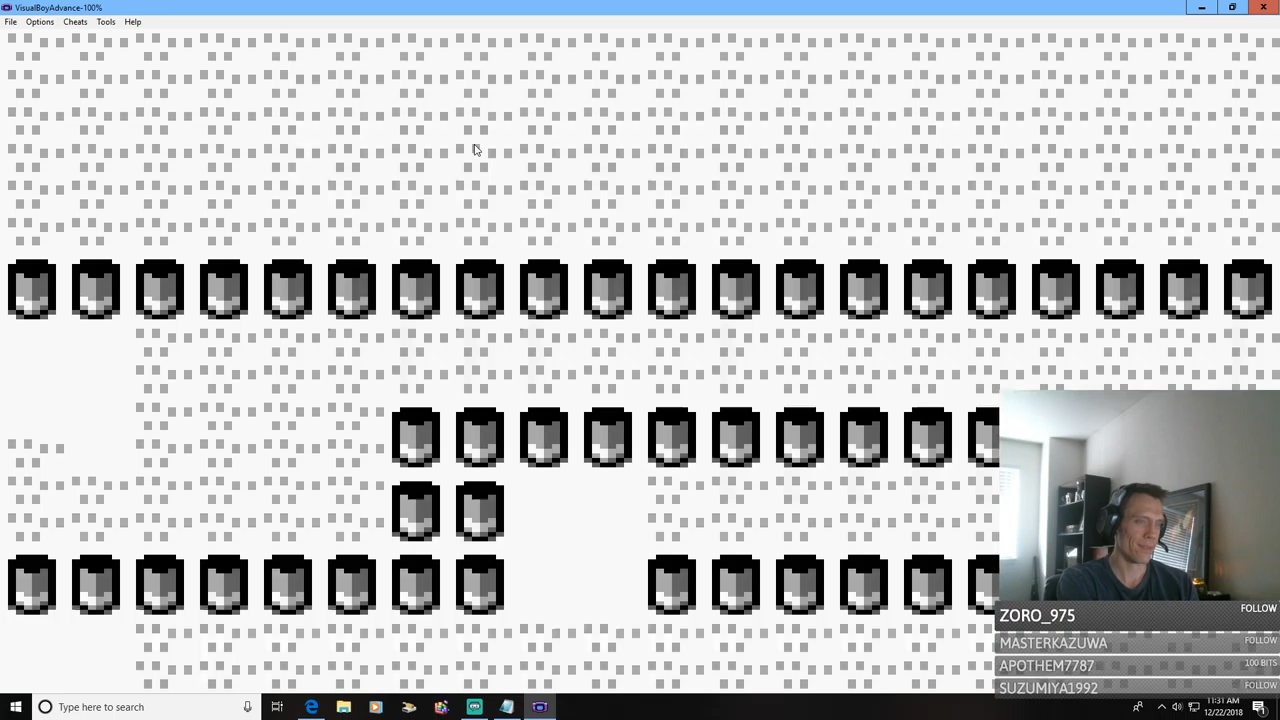 VisualBoyAdvance-100%
File Options Cheats Tools Help
ZORO_975 FOLLOW
MASTERKAZUWA FOLLOW
APOTHEM7787 100 BITS
SUZUMIYA1992 FOLLOW
Type here to search
11:31 AM
12/22/2018
1